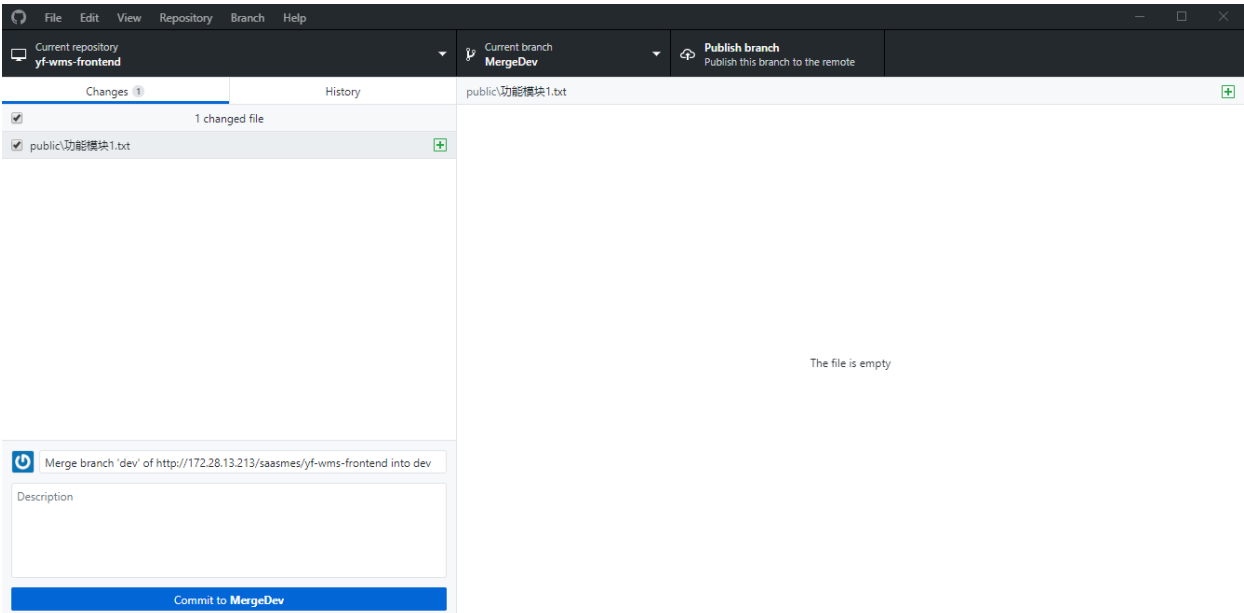 File Edit View Repository Branch Help
Current repository
yf-wms-frontend
Current branch
MergeDev
Publish branch
Publish this branch to the remote
Changes 1
History
public\功能模块1.txt
1 changed file
public\功能模块1.txt
The file is empty
Merge branch 'dev' of http://172.28.13.213/saasmes/yf-wms-frontend into dev
Description
Commit to MergeDev